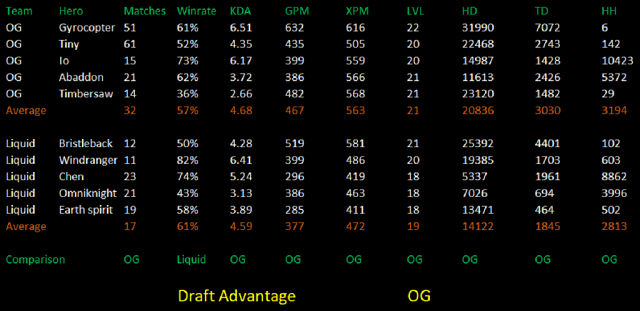 Team Hero Matches Winrate KDA GPM XPM LVL HD TD HH
OG Gyrocopter 51 61% 6.51 632 616 22 31990 7072 6
OG Tiny 61 52% 4.35 435 505 20 22468 2743 142
OG Io 15 73% 6.17 399 559 20 14987 1428 10423
OG Abaddon 21 62% 3.72 386 566 21 11613 2426 5372
OG Timbersaw 14 36% 2.66 482 568 21 23120 1482 29
Average 32 57% 4.68 467 563 21 20836 3030 3194
Liquid Bristleback 12 50% 4.28 519 581 21 25392 4401 102
Liquid Windranger 11 82% 6.41 399 486 20 19385 1703 603
Liquid Chen 23 74% 5.24 296 419 18 5337 1961 8862
Liquid Omniknight 21 43% 3.13 386 463 18 7026 694 3996
Liquid Earth spirit 19 58% 3.89 285 411 18 13471 464 502
Average 17 61% 4.59 377 472 19 14122 1845 2813
Comparison OG Liquid OG OG OG OG OG OG OG
Draft Advantage OG